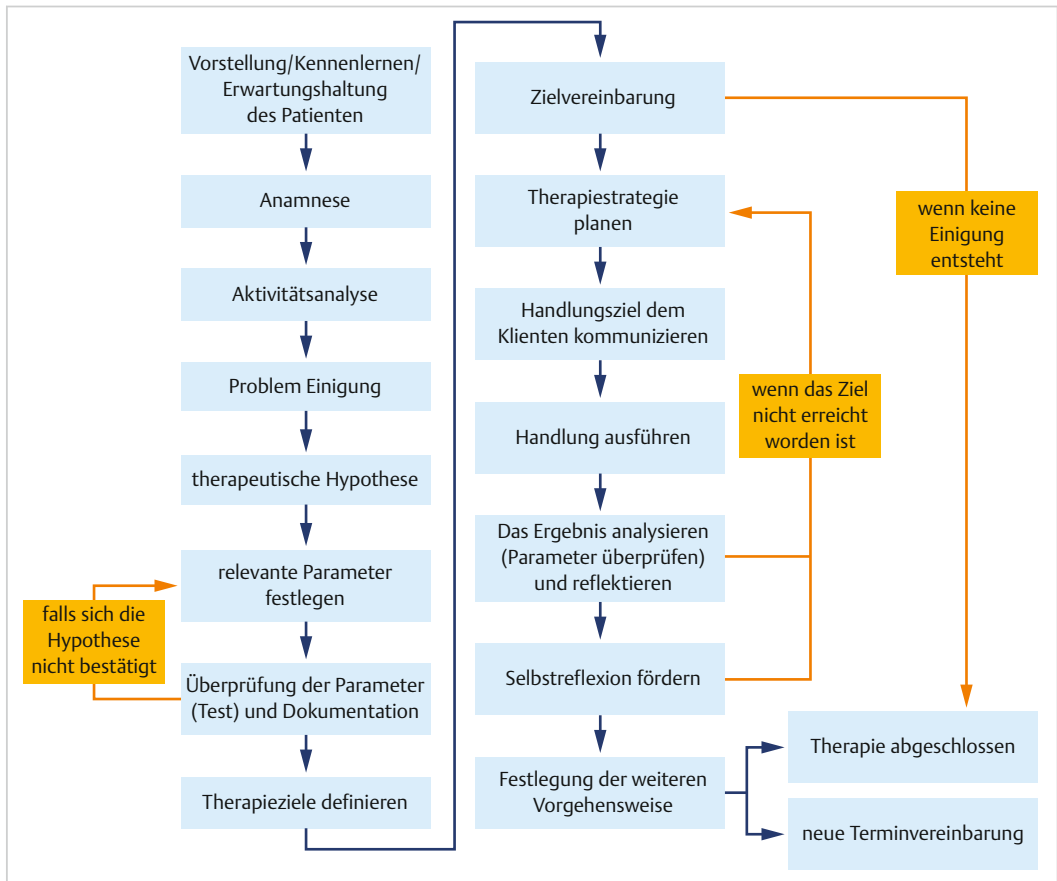 Vorstellung/Kennenlernen/
Erwartungshaltung
des Patienten
Anamnese
Aktivitätsanalyse
Problem Einigung
therapeutische Hypothese
relevante Parameter
festlegen
falls sich die
Hypothese
nicht bestätigt
Überprüfung der Parameter
(Test) und Dokumentation
Therapieziele definieren
Zielvereinbarung
wenn keine
Einigung
entsteht
Therapiestrategie
planen
Handlungsziel dem
Klienten kommunizieren
wenn das Ziel
nicht erreicht
worden ist
Handlung ausführen
Das Ergebnis analysieren
(Parameter überprüfen)
und reflektieren
Selbstreflexion fördern
Festlegung der weiteren
Vorgehensweise
Therapie abgeschlossen
neue Terminvereinbarung